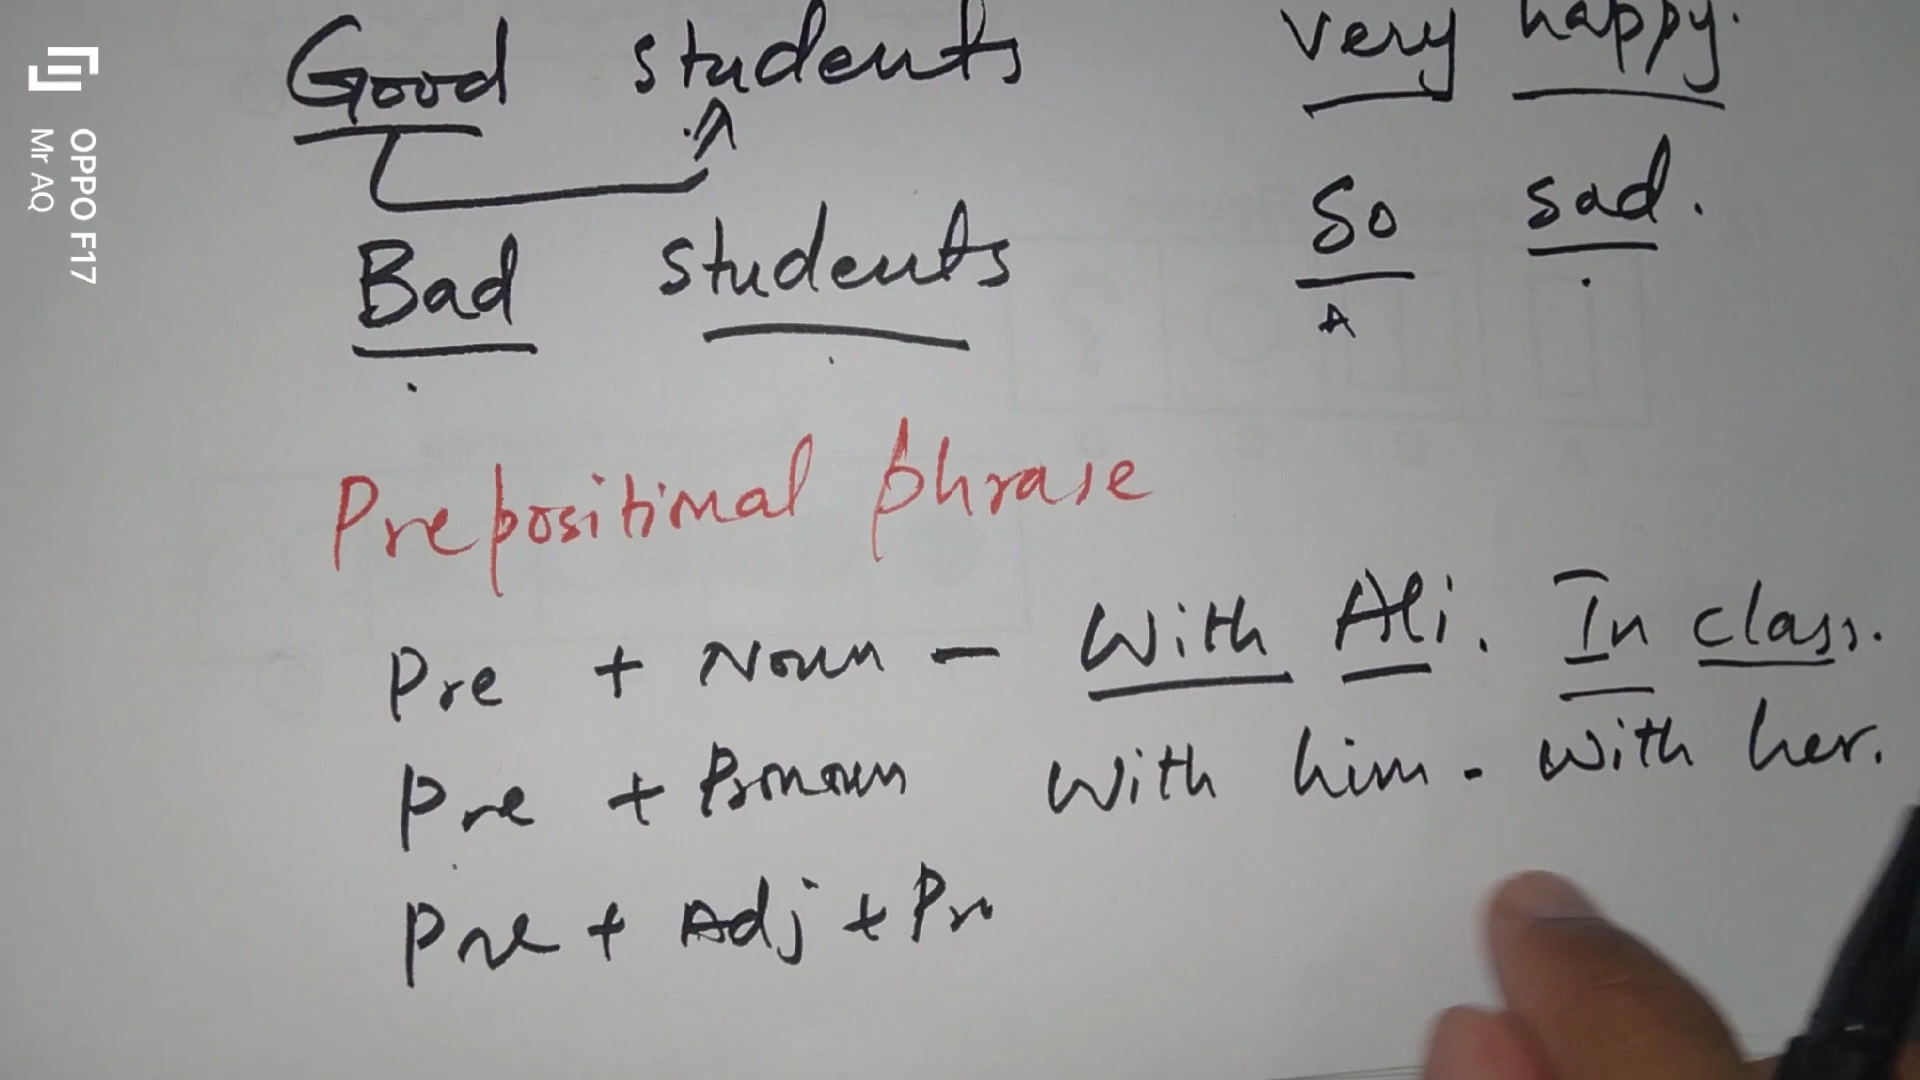 Good students very happy.
Bad students So sad.
A
Prepositional phrase
Pre + Noun - With Ali. In class.
Pre + Pronoun With him - with her.
Pre + Adj + Pr
OPPO F17
Mr AQ